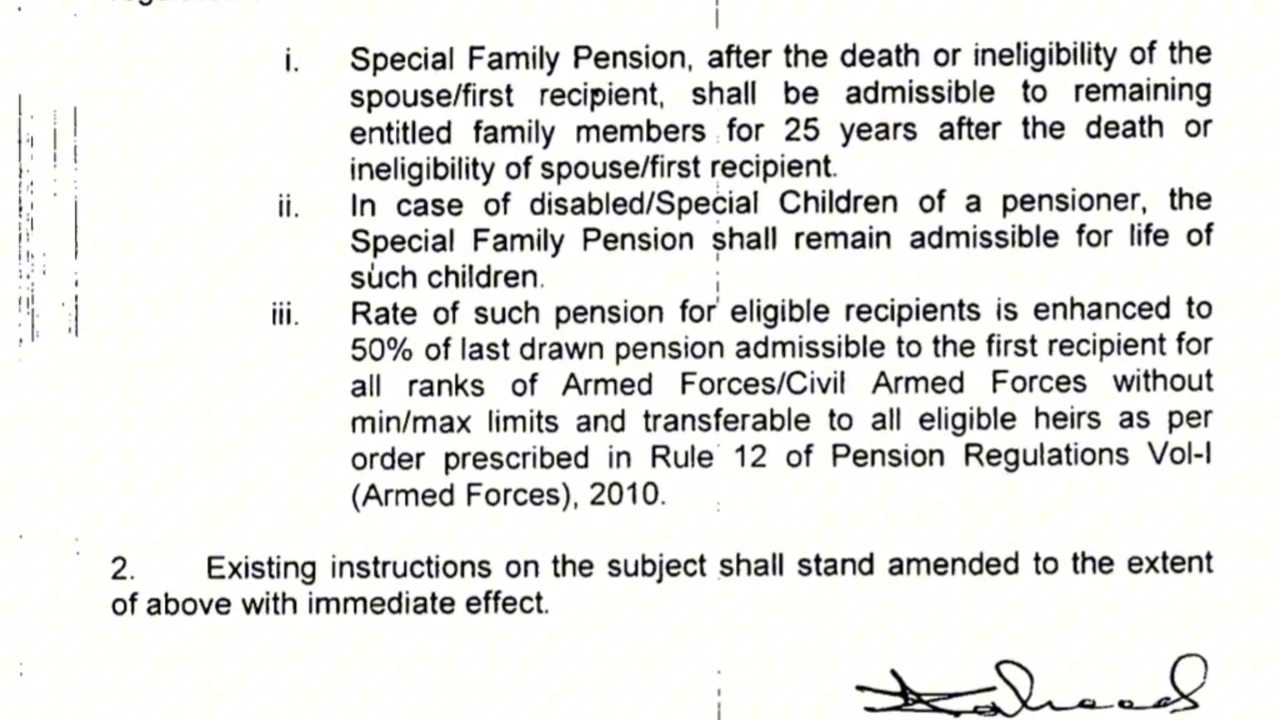 i. Special Family Pension, after the death or ineligibility of the
spouse/first recipient, shall be admissible to remaining
entitled family members for 25 years after the death or
ineligibility of spouse/first recipient.
ii. In case of disabled/Special Children of a pensioner, the
Special Family Pension shall remain admissible for life of
such children.
iii. Rate of such pension for eligible recipients is enhanced to
50% of last drawn pension admissible to the first recipient for
all ranks of Armed Forces/Civil Armed Forces without
min/max limits and transferable to all eligible heirs as per
order prescribed in Rule 12 of Pension Regulations Vol-I
(Armed Forces), 2010.
2. Existing instructions on the subject shall stand amended to the extent
of above with immediate effect.